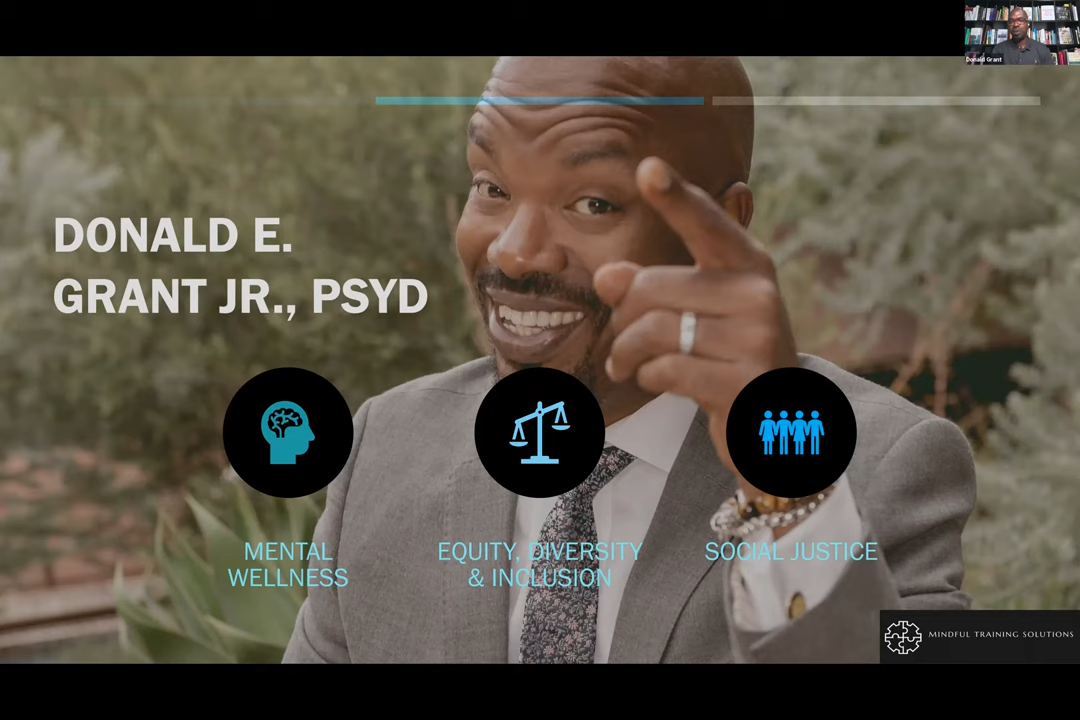 Donald Grant
DONALD E.
GRANT JR., PSYD
MENTAL
WELLNESS
EQUITY, DIVERSITY
& INCLUSION
SOCIAL JUSTICE
MINDFUL TRAINING SOLUTIONS